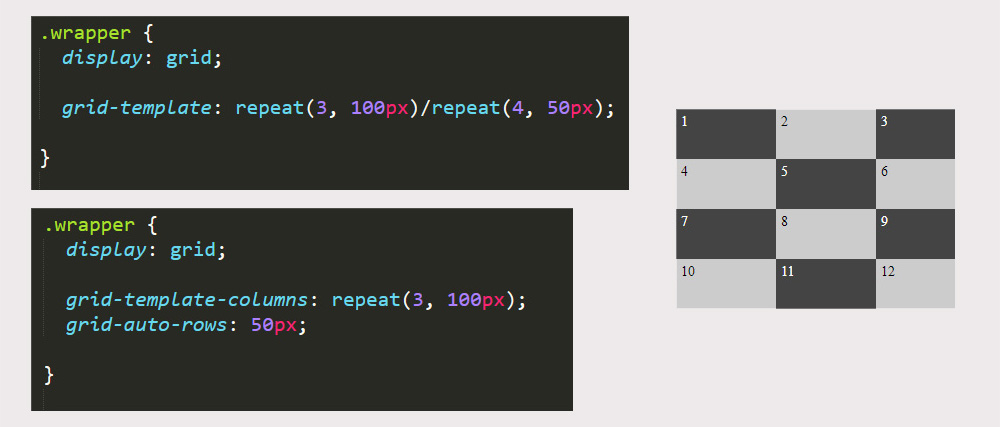 .wrapper {
display: grid;
grid-template: repeat(3, 100px)/repeat(4, 50px);
}
.wrapper {
display: grid;
grid-template-columns: repeat(3, 100px);
grid-auto-rows: 50px;
}
1 2 3
4 5 6
7 8 9
10 11 12